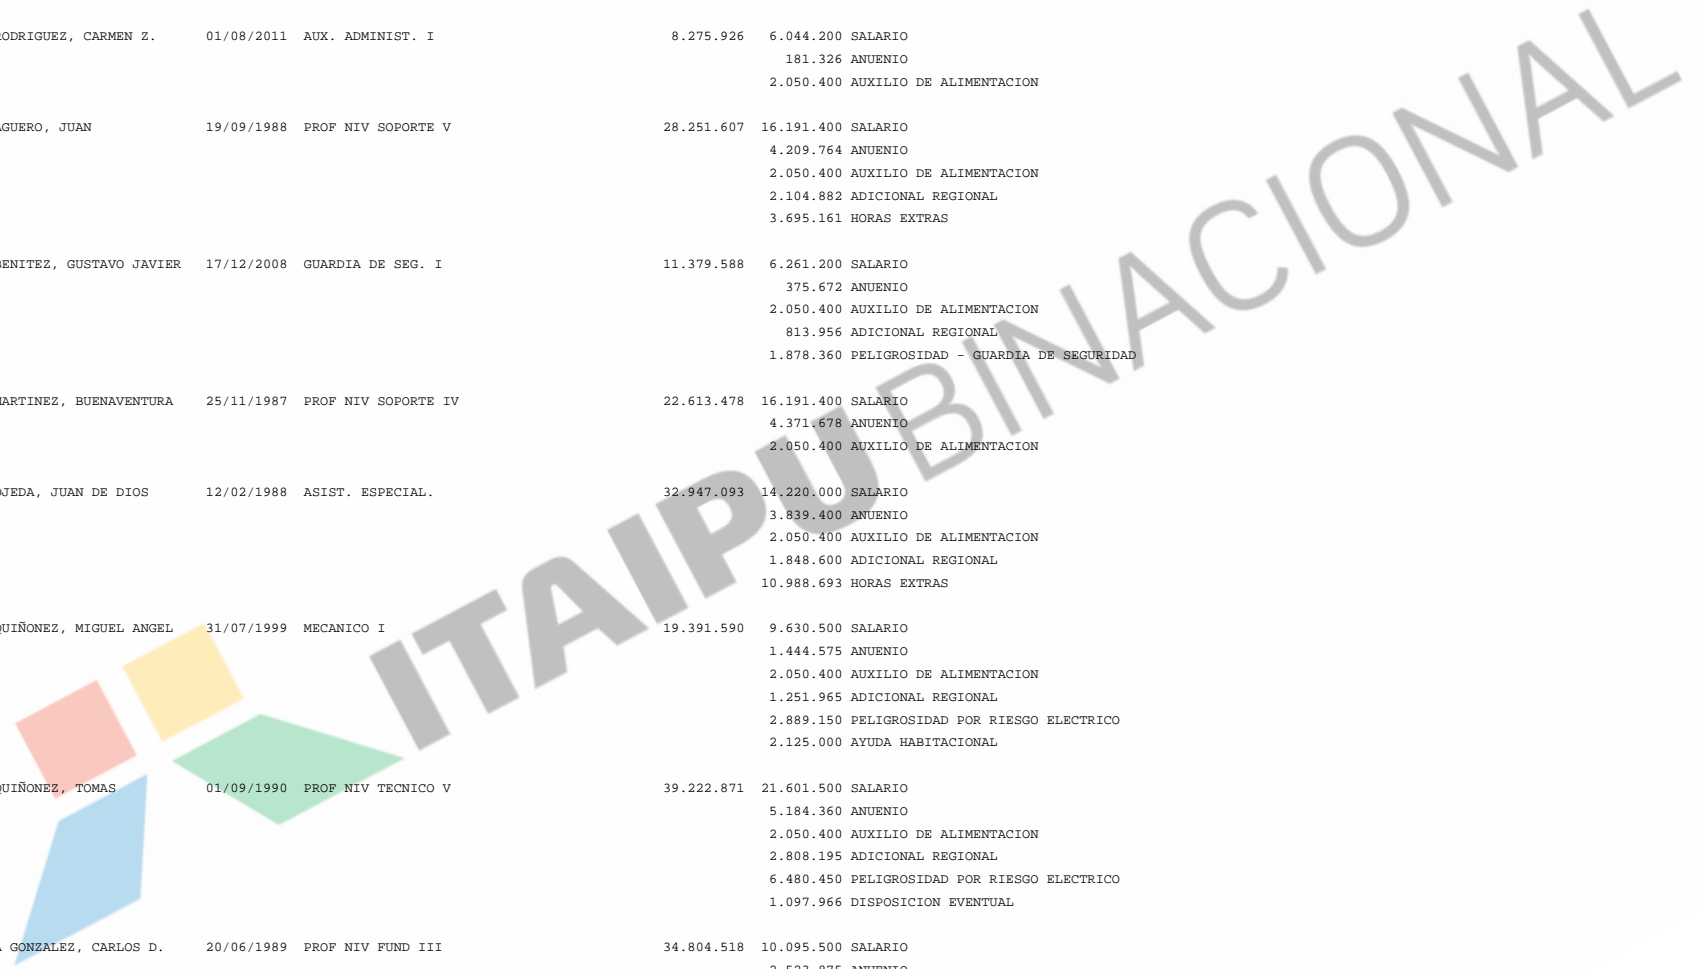 RODRIGUEZ, CARMEN Z. 01/08/2011 AUX. ADMINIST. I 8.275.926 6.044.200 SALARIO
181.326 ANUENIO
2.050.400 AUXILIO DE ALIMENTACION
AGUERO, JUAN 19/09/1988 PROF NIV SOPORTE V 28.251.607 16.191.400 SALARIO
4.209.764 ANUENIO
2.050.400 AUXILIO DE ALIMENTACION
2.104.882 ADICIONAL REGIONAL
3.695.161 HORAS EXTRAS
BENITEZ, GUSTAVO JAVIER 17/12/2008 GUARDIA DE SEG. I 11.379.588 6.261.200 SALARIO
375.672 ANUENIO
2.050.400 AUXILIO DE ALIMENTACION
813.956 ADICIONAL REGIONAL
1.878.360 PELIGROSIDAD - GUARDIA DE SEGURIDAD
MARTINEZ, BUENAVENTURA 25/11/1987 PROF NIV SOPORTE IV 22.613.478 16.191.400 SALARIO
4.371.678 ANUENIO
2.050.400 AUXILIO DE ALIMENTACION
OJEDA, JUAN DE DIOS 12/02/1988 ASIST. ESPECIAL. 32.947.093 14.220.000 SALARIO
3.839.400 ANUENIO
2.050.400 AUXILIO DE ALIMENTACION
1.848.600 ADICIONAL REGIONAL
10.988.693 HORAS EXTRAS
QUIÑONEZ, MIGUEL ANGEL 31/07/1999 MECANICO I 19.391.590 9.630.500 SALARIO
1.444.575 ANUENIO
2.050.400 AUXILIO DE ALIMENTACION
1.251.965 ADICIONAL REGIONAL
2.889.150 PELIGROSIDAD POR RIESGO ELECTRICO
2.125.000 AYUDA HABITACIONAL
QUIÑONEZ, TOMAS 01/09/1990 PROF NIV TECNICO V 39.222.871 21.601.500 SALARIO
5.184.360 ANUENIO
2.050.400 AUXILIO DE ALIMENTACION
2.808.195 ADICIONAL REGIONAL
6.480.450 PELIGROSIDAD POR RIESGO ELECTRICO
1.097.966 DISPOSICION EVENTUAL
GONZALEZ, CARLOS D. 20/06/1989 PROF NIV FUND III 34.804.518 10.095.500 SALARIO
2.523.875 ANUENIO
ITAIPU BINACIONAL